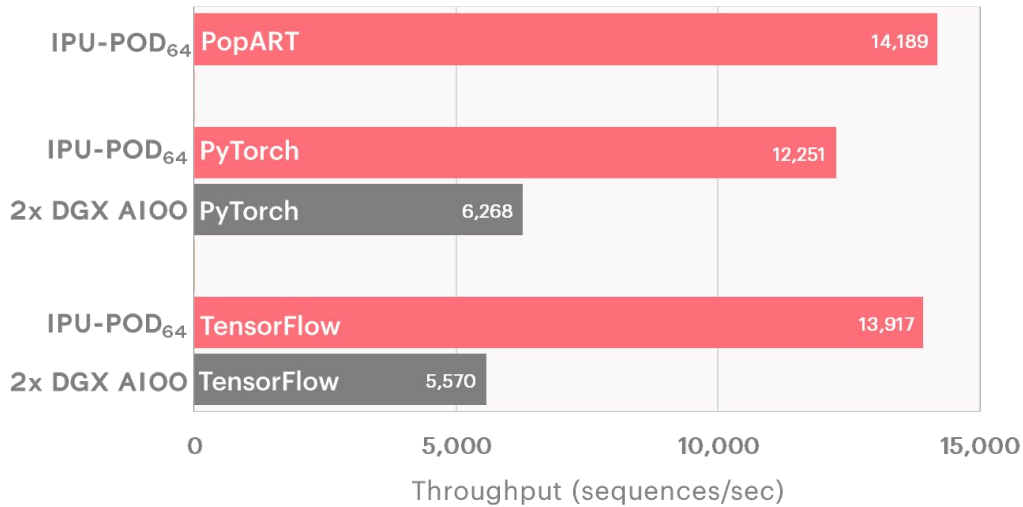 IPU-POD64 PopART 14,189
IPU-POD64 PyTorch 12,251
2x DGX A100 PyTorch 6,268
IPU-POD64 TensorFlow 13,917
2x DGX A100 TensorFlow 5,570
0 5,000 10,000 15,000
Throughput (sequences/sec)